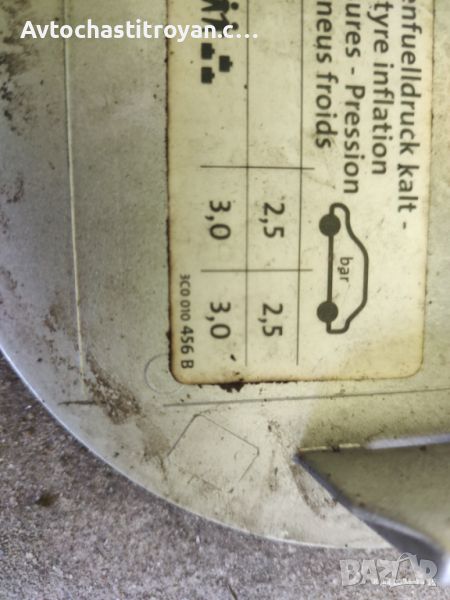 Avtochastitroyan.c...
enfuelldruck kalt -
tyre inflation
ures - Pression
neus froids
bar
2,5 2,5
3,0 3,0
3C0 010 456 B
BAZAR